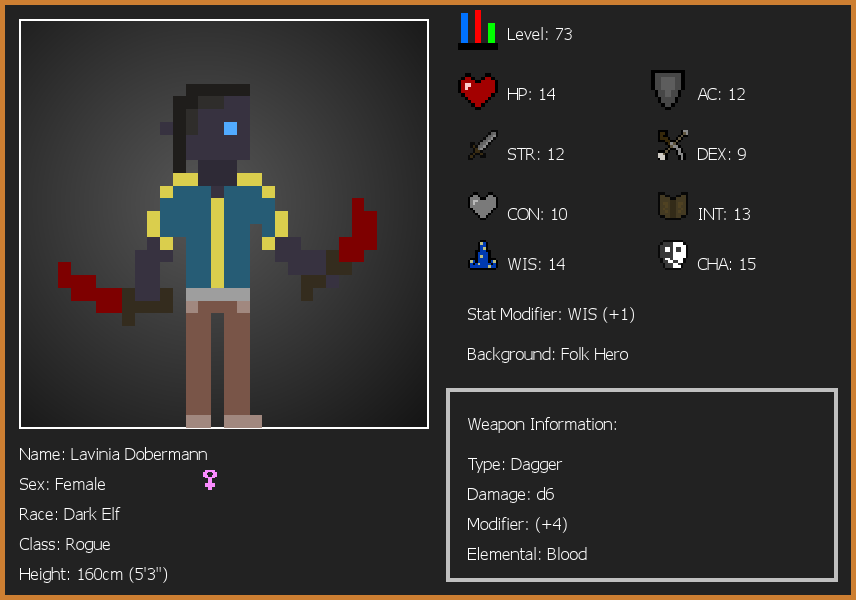 Level: 73
HP: 14
AC: 12
STR: 12
DEX: 9
CON: 10
INT: 13
WIS: 14
CHA: 15
Stat Modifier: WIS (+1)
Background: Folk Hero
Weapon Information:
Type: Dagger
Damage: d6
Modifier: (+4)
Elemental: Blood
Name: Lavinia Dobermann
Sex: Female
Race: Dark Elf
Class: Rogue
Height: 160cm (5'3")